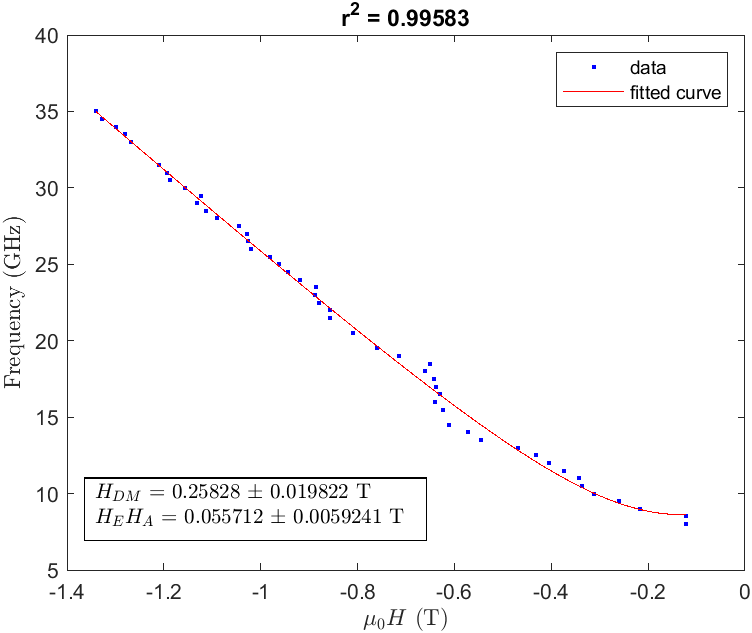 r² = 0.99583
40
35
30
25
20
15
10
5
Frequency (GHz)
data
fitted curve
H_DM = 0.25828 ± 0.019822 T
H_EH_A = 0.055712 ± 0.0059241 T
-1.4 -1.2 -1 -0.8 -0.6 -0.4 -0.2 0
μ₀H (T)